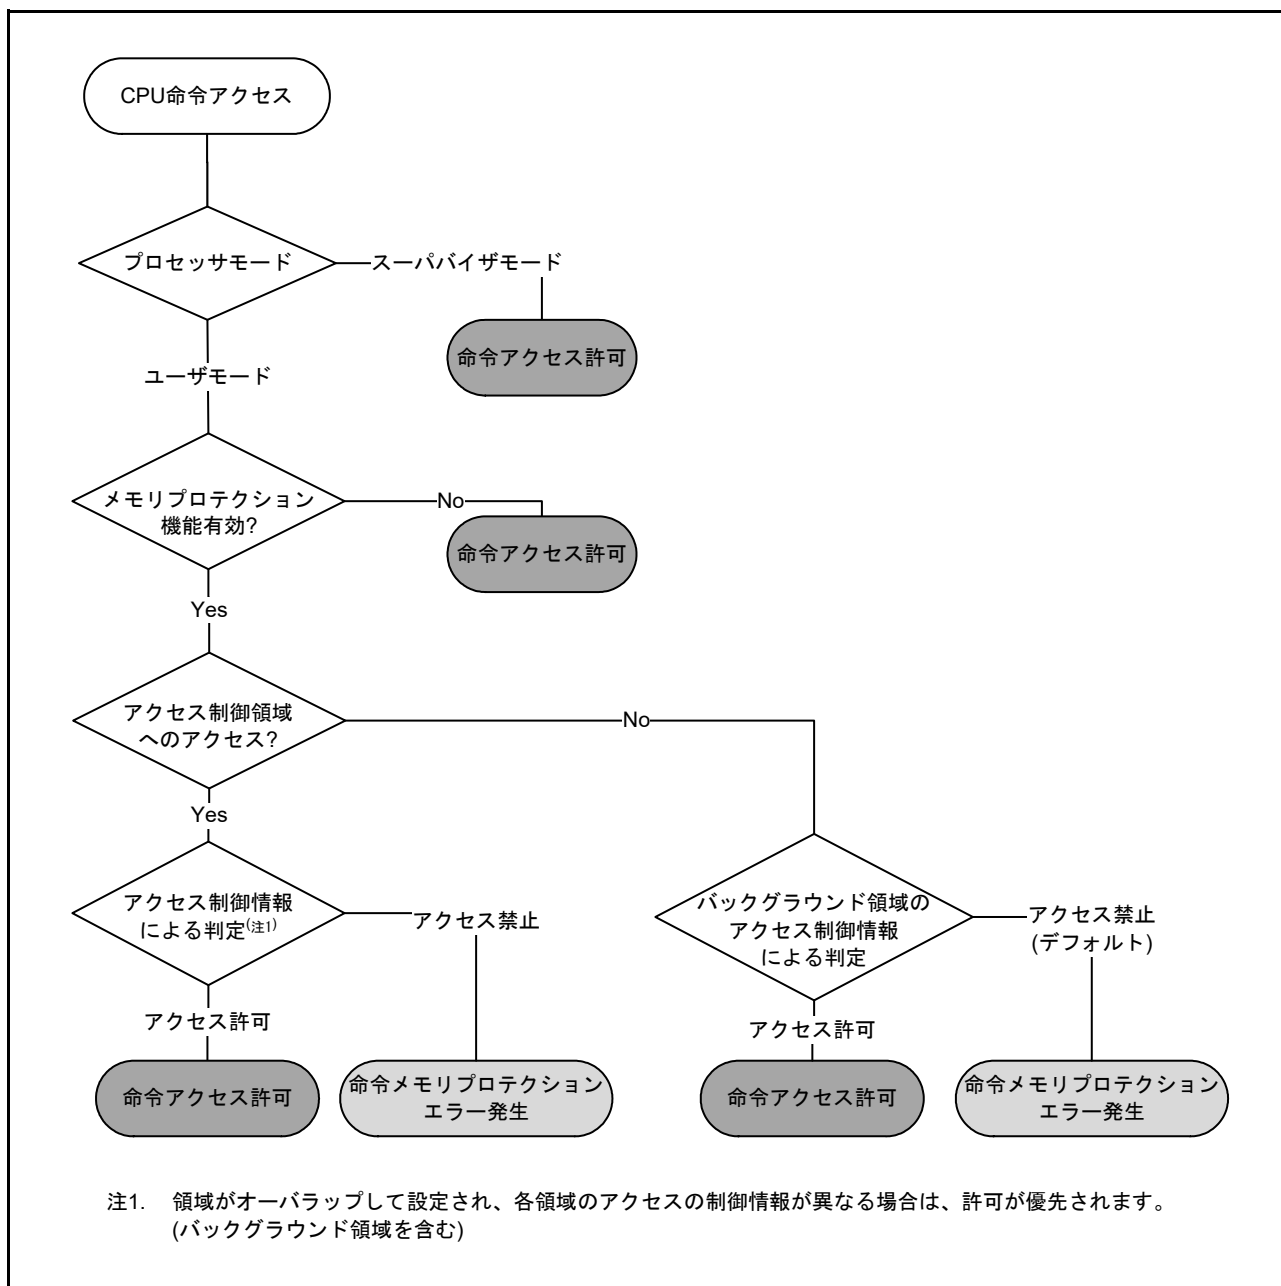 CPU命令アクセス
プロセッサモード
スーパバイザモード
命令アクセス許可
ユーザモード
メモリプロテクション
機能有効?
No
命令アクセス許可
Yes
アクセス制御領域
へのアクセス?
No
Yes
アクセス制御情報
による判定(注1)
アクセス禁止
バックグラウンド領域の
アクセス制御情報
による判定
アクセス禁止
(デフォルト)
アクセス許可
アクセス許可
命令アクセス許可
命令メモリプロテクション
エラー発生
命令アクセス許可
命令メモリプロテクション
エラー発生
注1. 領域がオーバラップして設定され、各領域のアクセスの制御情報が異なる場合は、許可が優先されます。
(バックグラウンド領域を含む)